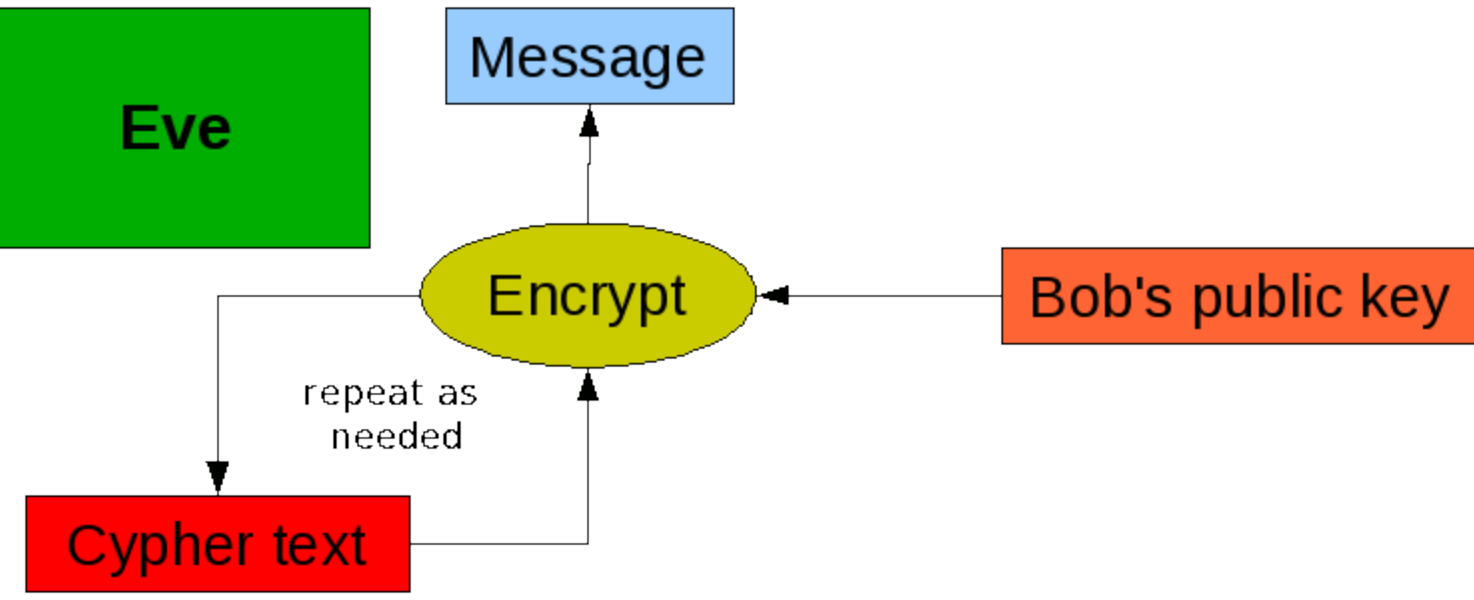 Eve
Message
Encrypt
Bob's public key
repeat as
needed
Cypher text